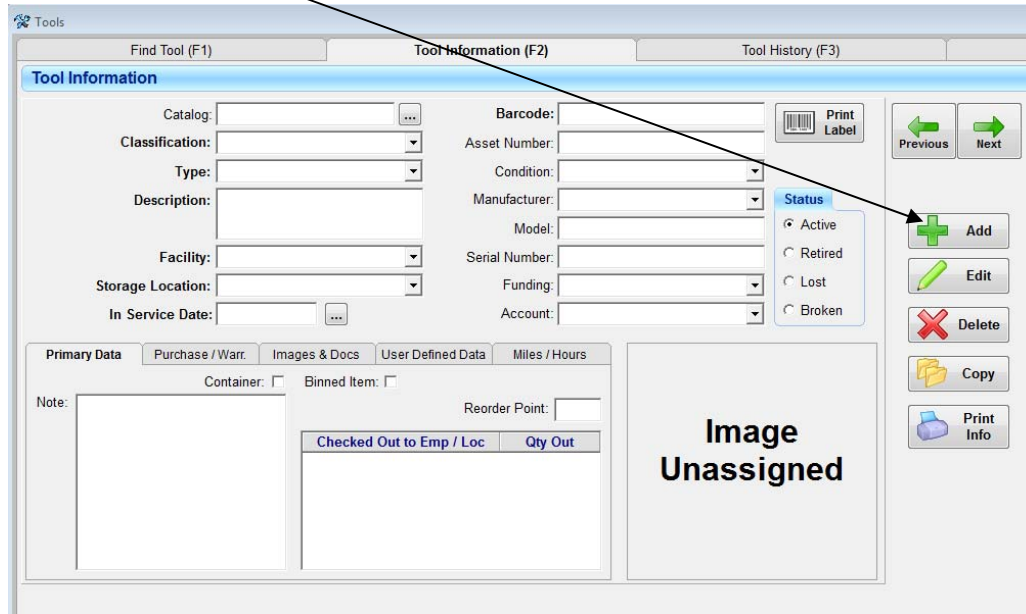 Tools
Find Tool (F1)
Tool Information (F2)
Tool History (F3)
Tool Information
Catalog:
...
Classification:
Type:
Description:
Facility:
Storage Location:
In Service Date:
...
Barcode:
Asset Number:
Condition:
Manufacturer:
Model:
Serial Number:
Funding:
Account:
Print
Label
Status
Active
Retired
Lost
Broken
Previous
Next
Add
Edit
Delete
Copy
Print
Info
Primary Data
Purchase / Warr.
Images & Docs
User Defined Data
Miles / Hours
Container:
Binned Item:
Note:
Reorder Point:
Checked Out to Emp / Loc
Qty Out
Image
Unassigned